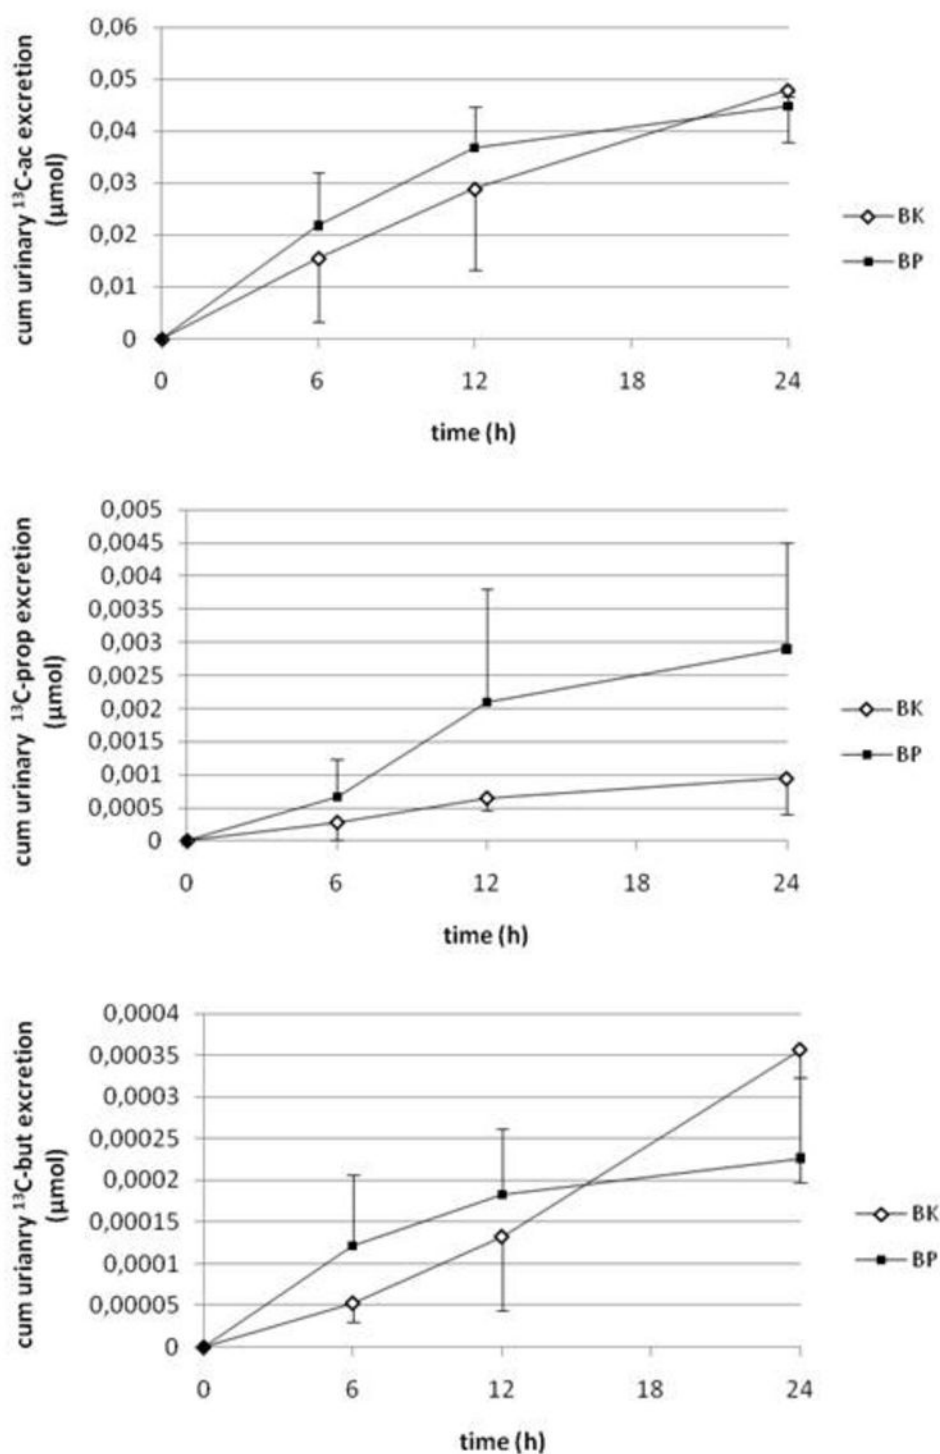 cum urinary ¹³C-ac excretion
(µmol)
0,06
0,05
0,04
0,03
0,02
0,01
0
0 6 12 18 24
time (h)
BK
BP
cum urinary ¹³C-prop excretion
(µmol)
0,005
0,0045
0,004
0,0035
0,003
0,0025
0,002
0,0015
0,001
0,0005
0
0 6 12 18 24
time (h)
BK
BP
cum urianry ¹³C-but excretion
(µmol)
0,0004
0,00035
0,0003
0,00025
0,0002
0,00015
0,0001
0,00005
0
0 6 12 18 24
time (h)
BK
BP